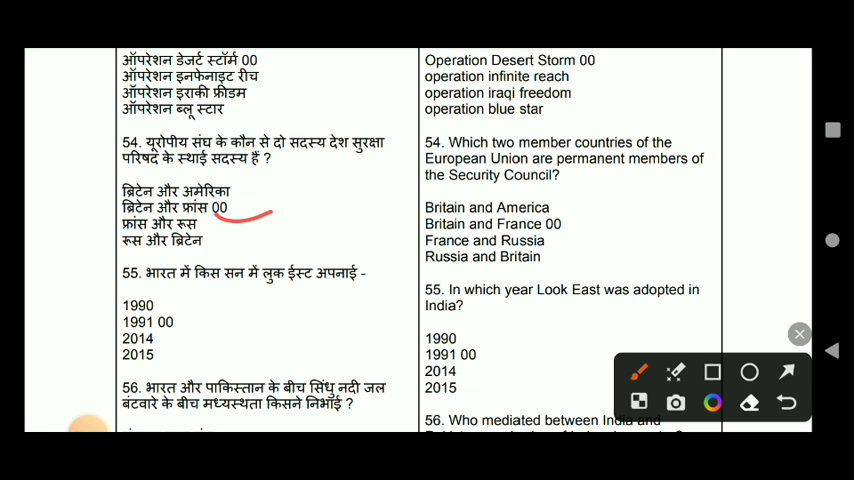 ऑपरेशन डेजर्ट स्टॉर्म 00
ऑपरेशन इनफेनाइट रीच
ऑपरेशन इराकी फ्रीडम
ऑपरेशन ब्लू स्टार
54. यूरोपीय संघ के कौन से दो सदस्य देश सुरक्षा
परिषद के स्थाई सदस्य हैं ?
ब्रिटेन और अमेरिका
ब्रिटेन और फ्रांस 00
फ्रांस और रूस
रूस और ब्रिटेन
55. भारत में किस सन में लुक ईस्ट अपनाई -
1990
1991 00
2014
2015
56. भारत और पाकिस्तान के बीच सिंधु नदी जल
बंटवारे के बीच मध्यस्थता किसने निभाई ?
Operation Desert Storm 00
operation infinite reach
operation iraqi freedom
operation blue star
54. Which two member countries of the
European Union are permanent members of
the Security Council?
Britain and America
Britain and France 00
France and Russia
Russia and Britain
55. In which year Look East was adopted in
India?
1990
1991 00
2014
2015
56. Who mediated between India and